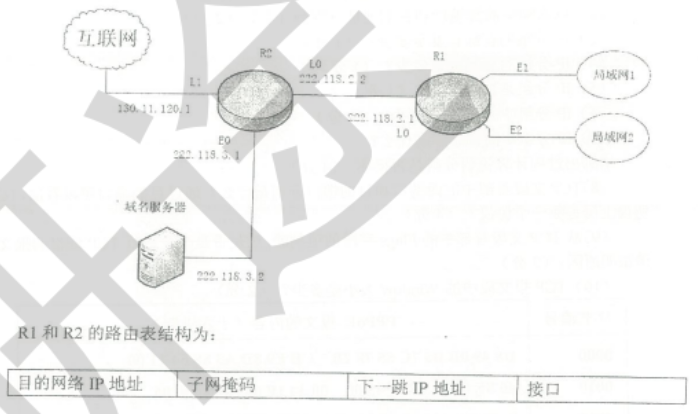 互联网
R2
R1
L0
222.118.2.2
E1
局域网1
L1
130.11.120.1
222.118.2.1
L0
E2
局域网2
E0
222.118.3.1
域名服务器
222.118.3.2
R1 和 R2 的路由表结构为：
目的网络 IP 地址 子网掩码 下一跳 IP 地址 接口